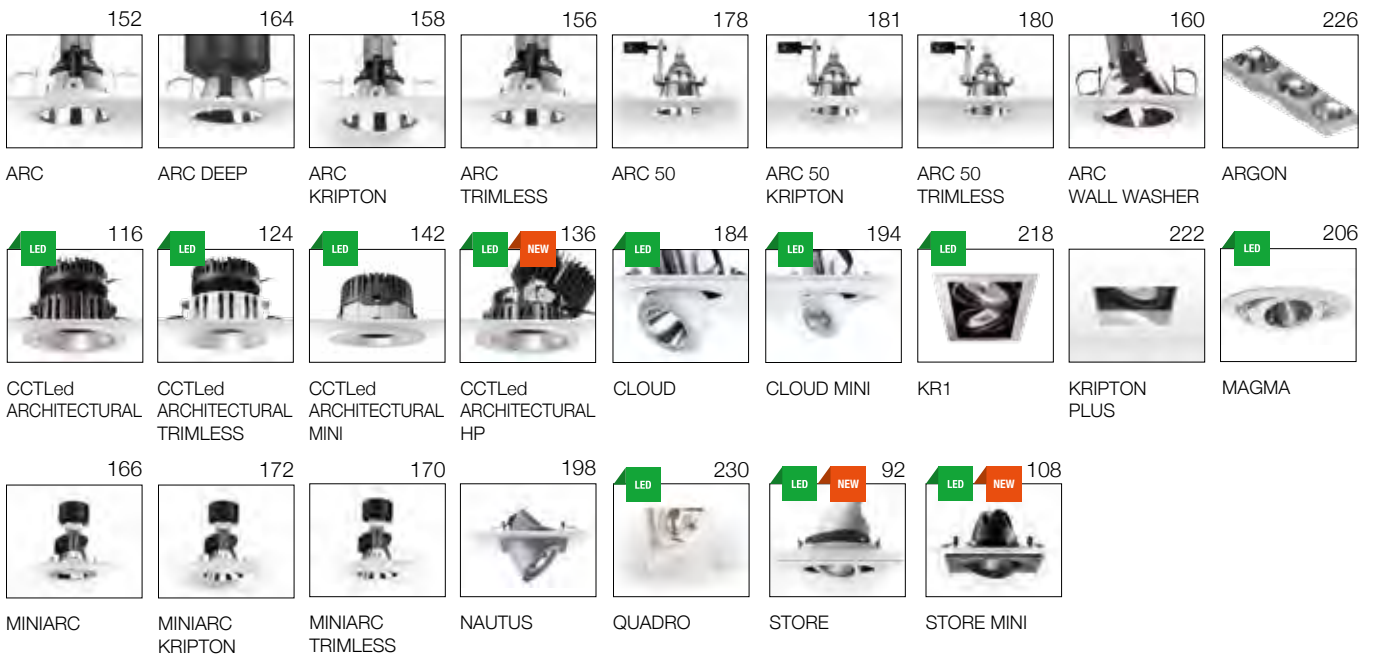 152
164
158
156
178
181
180
160
226
ARC
ARC DEEP
ARC
KRIPTON
ARC
TRIMLESS
ARC 50
ARC 50
KRIPTON
ARC 50
TRIMLESS
ARC
WALL WASHER
ARGON
LED 116
LED 124
LED 142
LED NEW 136
LED 184
LED 194
LED 218
222
LED 206
CCTLed
ARCHITECTURAL
CCTLed
ARCHITECTURAL
TRIMLESS
CCTLed
ARCHITECTURAL
MINI
CCTLed
ARCHITECTURAL
HP
CLOUD
CLOUD MINI
KR1
KRIPTON
PLUS
MAGMA
166
172
170
198
LED 230
LED NEW 92
LED NEW 108
MINIARC
MINIARC
KRIPTON
MINIARC
TRIMLESS
NAUTUS
QUADRO
STORE
STORE MINI